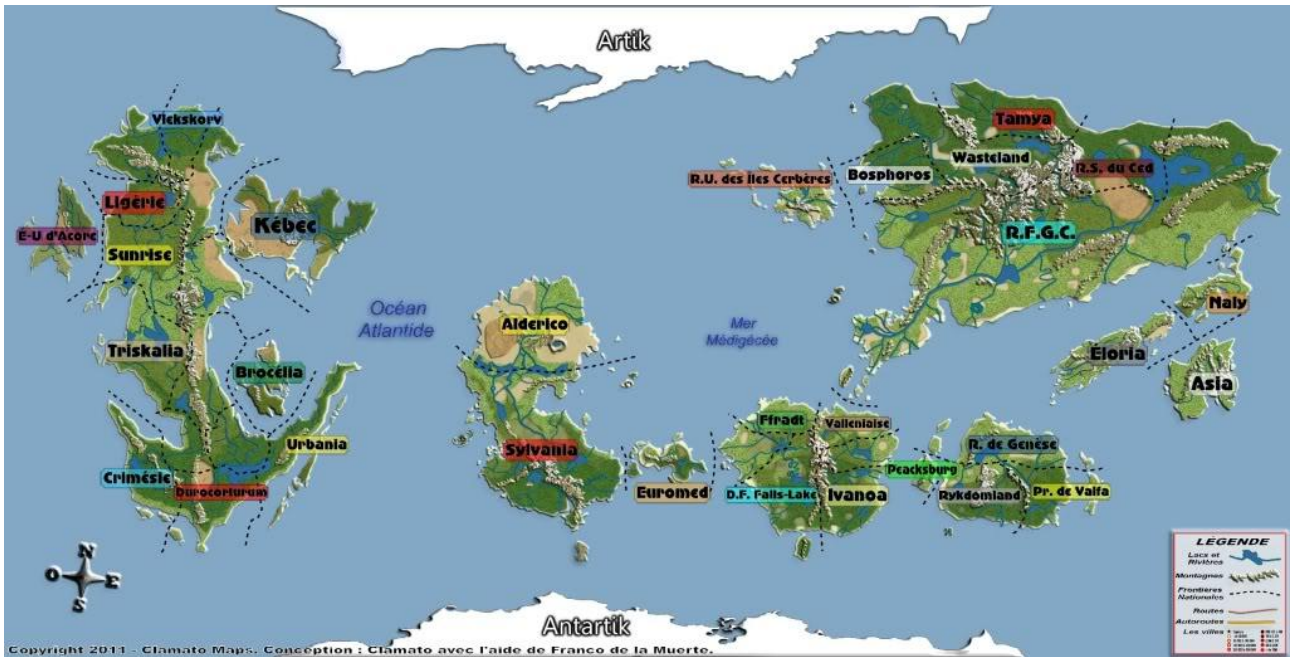 Artik
Vickskorv
Ligérie
E-U d'Acore
Sunrise
Kébec
Triskalia
Brocélia
Urbania
Crimésie
Durocorturum
Océan
Atlantide
Alderico
Sylvania
Euromed
Mer
Médigécée
R.U. des Iles Cerbères
Bosphoros
Wasteland
Tamya
R.S. du Ced
R.F.G.C.
Naly
Éloria
Asia
Ffradt
Vallenlaise
D.F. Falls-Lake
Ivanoa
Peacksburg
R. de Genèse
Rykdomland
Pr. de Valfa
N
O
E
S
Antartik
LÉGENDE
Lacs et
Rivières
Montagnes
Frontières
Nationales
Routes
Autoroutes
Les villes
Copyright 2011 - Clamato Maps. Conception : Clamato avec l'aide de Franco de la Muerte.